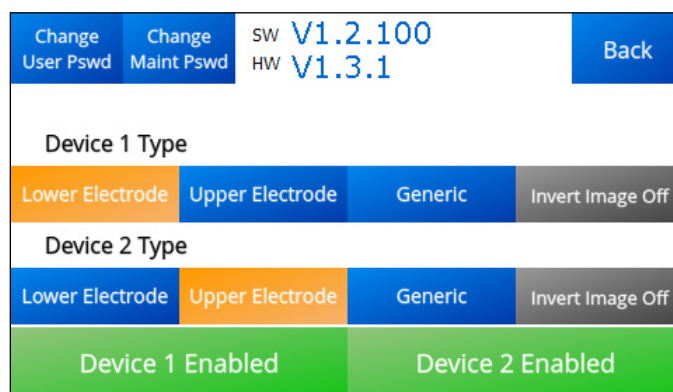 Change User Pswd
Change Maint Pswd
SW V1.2.100
HW V1.3.1
Back
Device 1 Type
Lower Electrode Upper Electrode Generic Invert Image Off
Device 2 Type
Lower Electrode Upper Electrode Generic Invert Image Off
Device 1 Enabled Device 2 Enabled